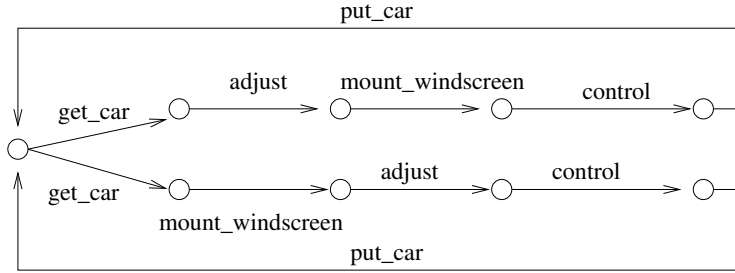 put_car
adjust
mount_windscreen
control
get_car
get_car
adjust
control
mount_windscreen
put_car